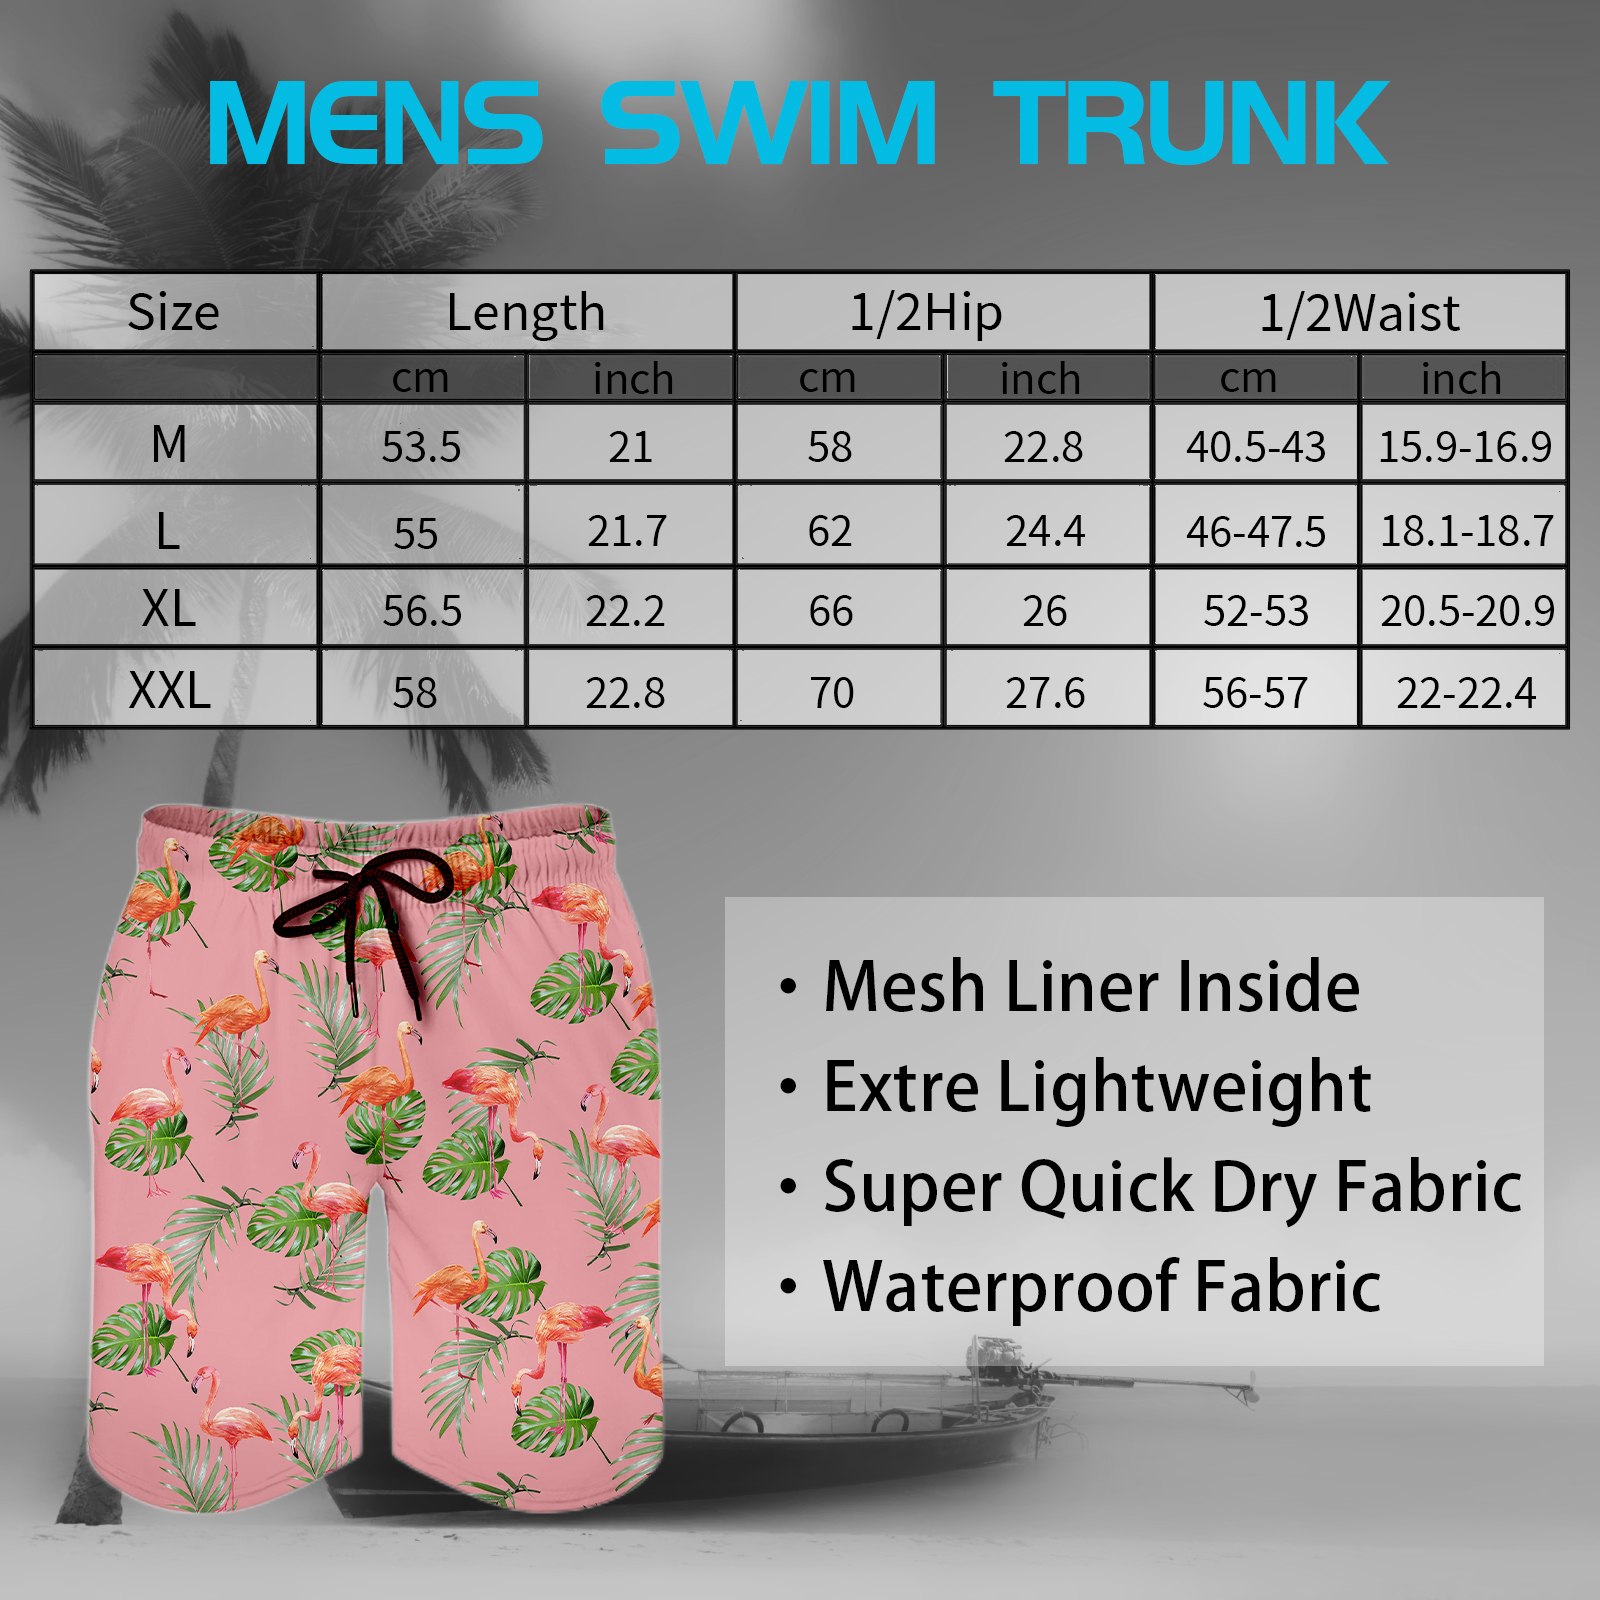 MENS SWIM TRUNK
Size Length 1/2Hip 1/2Waist
cm inch cm inch cm inch
M 53.5 21 58 22.8 40.5-43 15.9-16.9
L 55 21.7 62 24.4 46-47.5 18.1-18.7
XL 56.5 22.2 66 26 52-53 20.5-20.9
XXL 58 22.8 70 27.6 56-57 22-22.4
• Mesh Liner Inside
• Extre Lightweight
• Super Quick Dry Fabric
• Waterproof Fabric